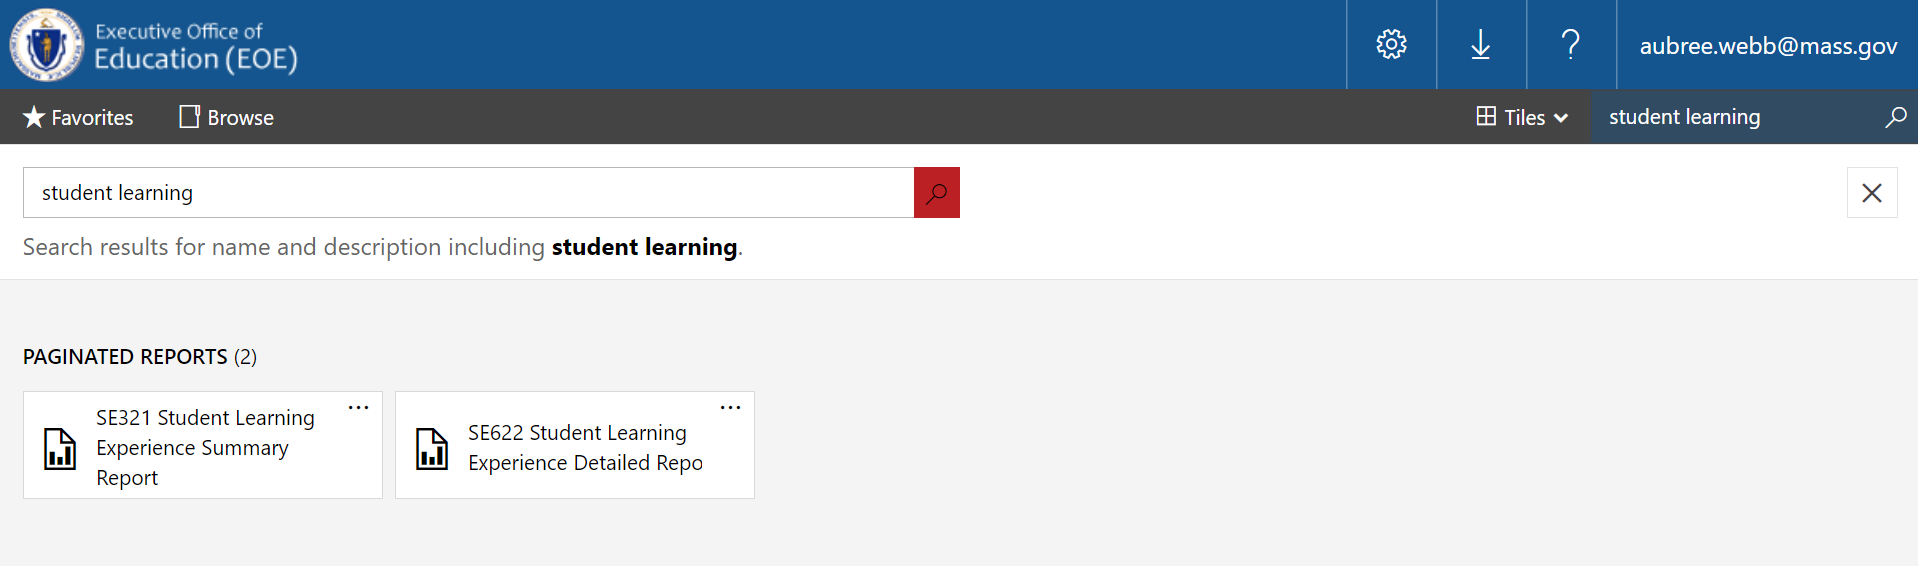 Executive Office of
Education (EOE)
aubree.webb@mass.gov
Favorites
Browse
Tiles
student learning
student learning
Search results for name and description including student learning.
PAGINATED REPORTS (2)
SE321 Student Learning
Experience Summary
Report
SE622 Student Learning
Experience Detailed Repo